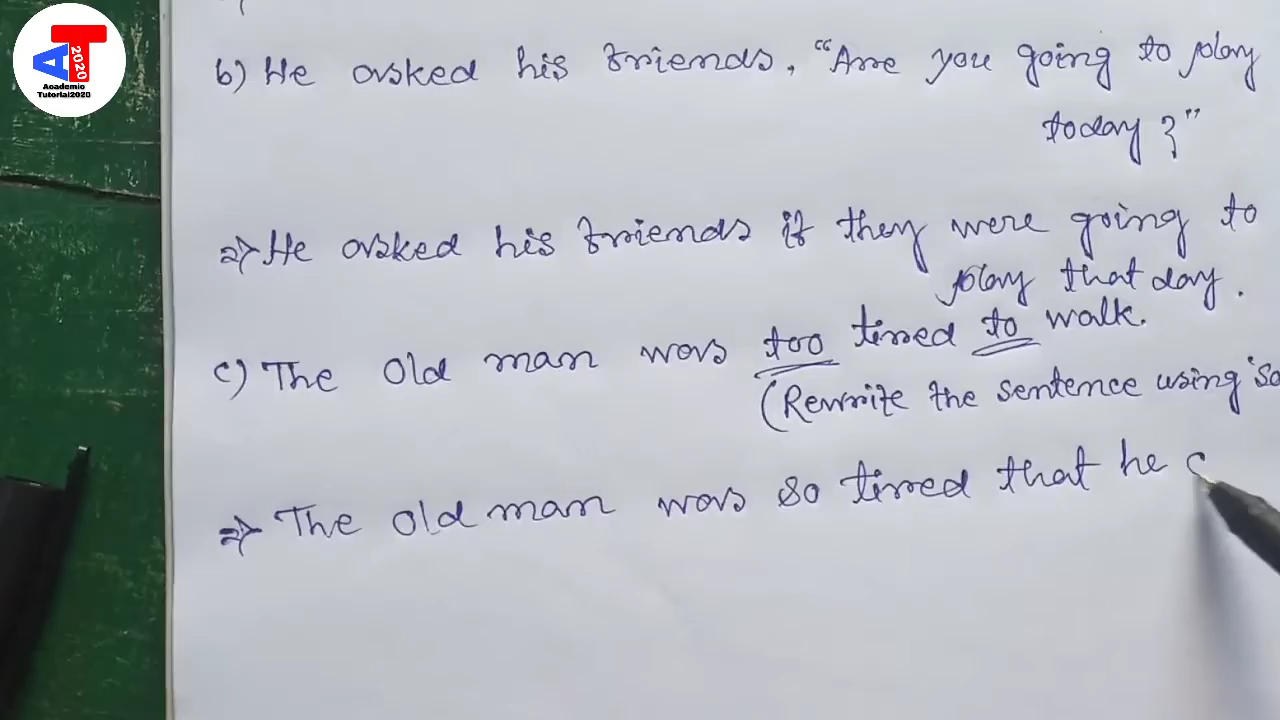 AT
2020
Academic
Tutorial2020
b) He asked his friends, "Are you going to play
today?"
⇒ He asked his friends if they were going to
play that day.
c) The Old man was too tired to walk.
(Rewrite the sentence using 'so
⇒ The Old man was so tired that he c